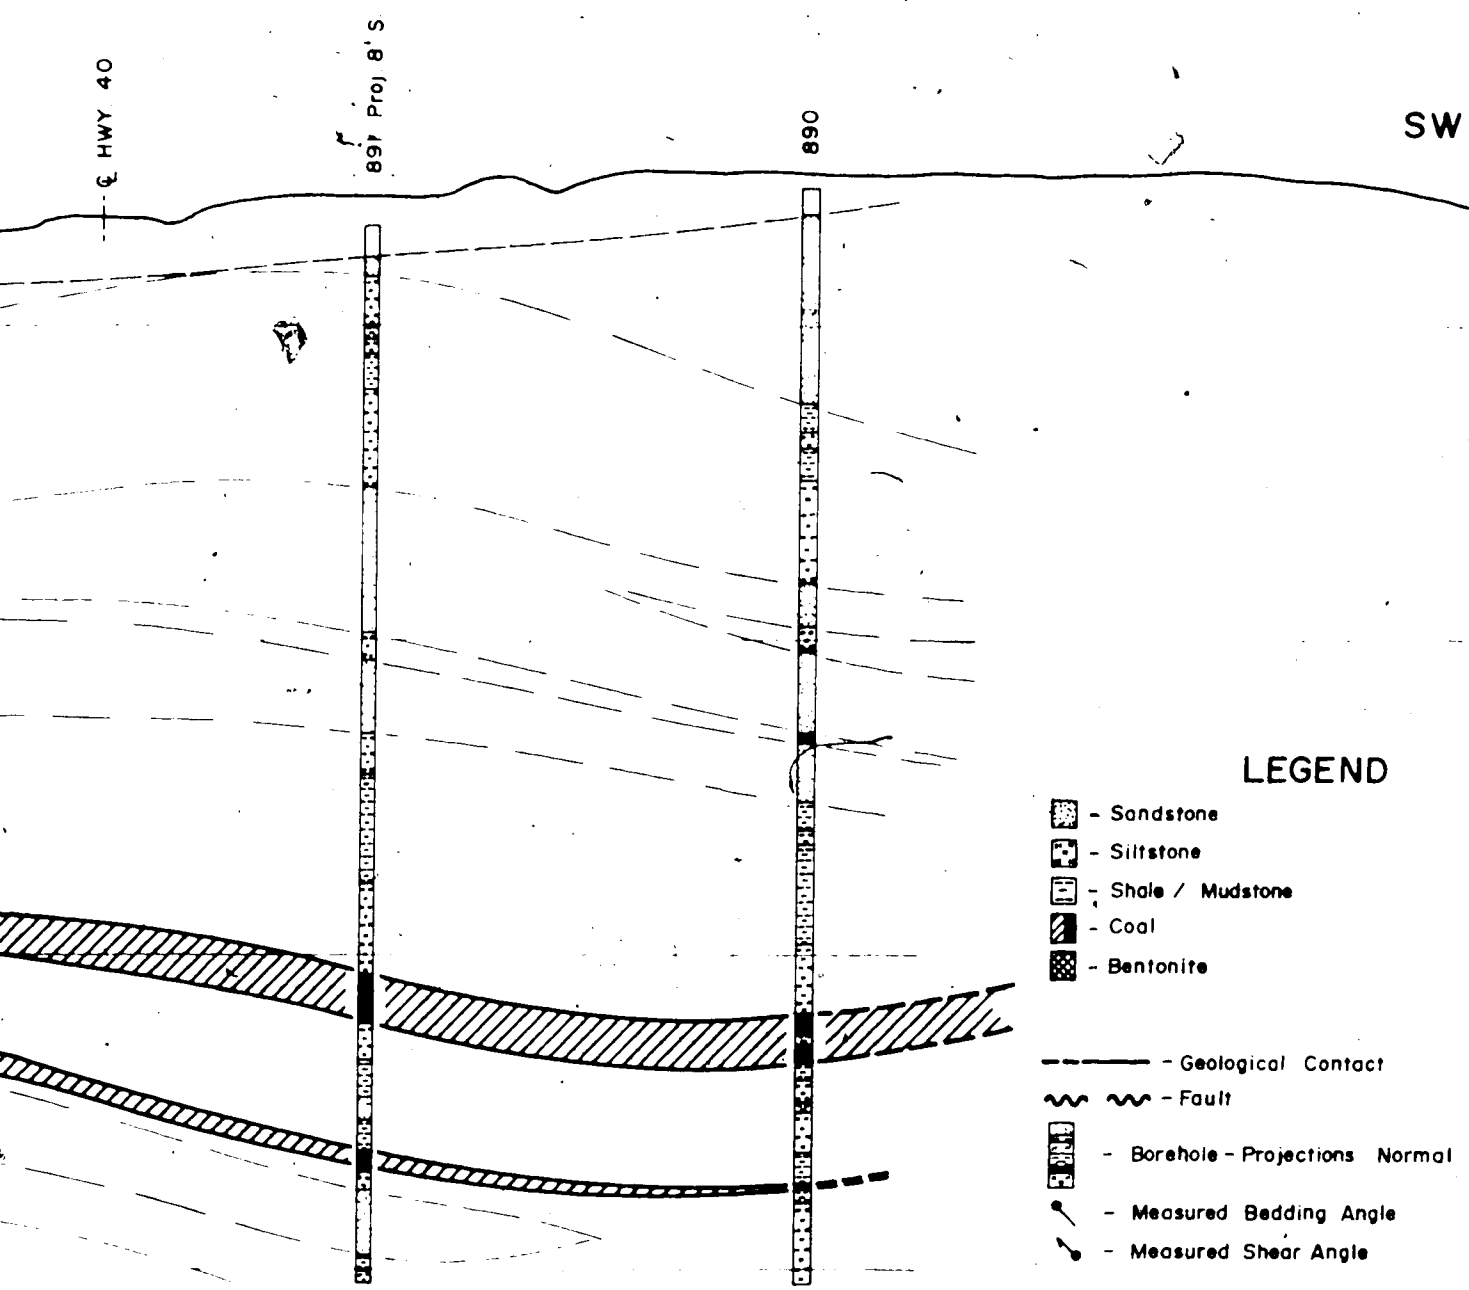 ℄ HWY 40
891 Proj. 8' S
890
SW
LEGEND
- Sandstone
- Siltstone
- Shale / Mudstone
- Coal
- Bentonite
- Geological Contact
- Fault
- Borehole - Projections Normal
- Measured Bedding Angle
- Measured Shear Angle